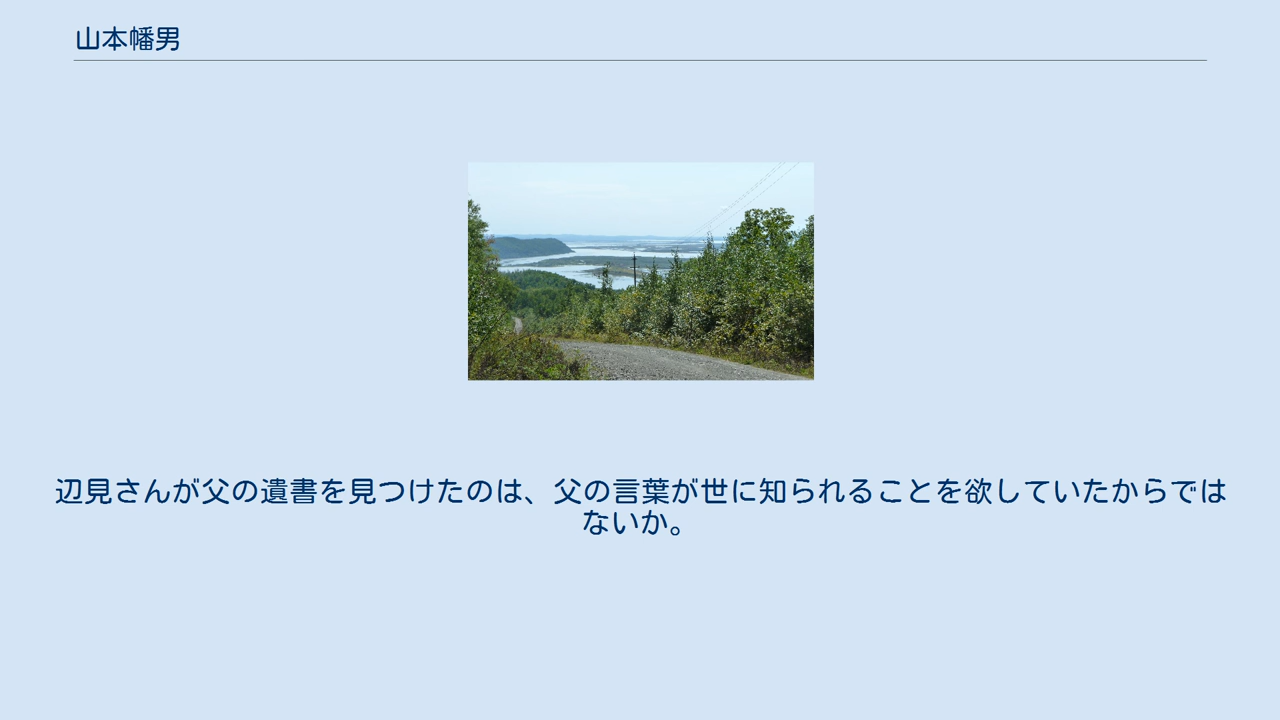 山本幡男
辺見さんが父の遺書を見つけたのは、父の言葉が世に知られることを欲していたからでは
ないか。